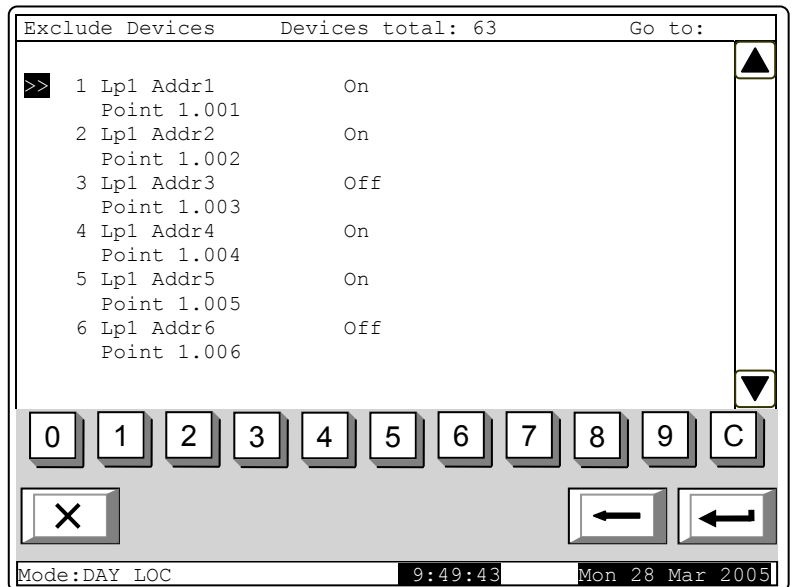 Exclude Devices Devices total: 63 Go to:
>> 1 Lp1 Addr1 On
Point 1.001
2 Lp1 Addr2 On
Point 1.002
3 Lp1 Addr3 Off
Point 1.003
4 Lp1 Addr4 On
Point 1.004
5 Lp1 Addr5 On
Point 1.005
6 Lp1 Addr6 Off
Point 1.006
0 1 2 3 4 5 6 7 8 9 C
Mode:DAY LOC 9:49:43 Mon 28 Mar 2005